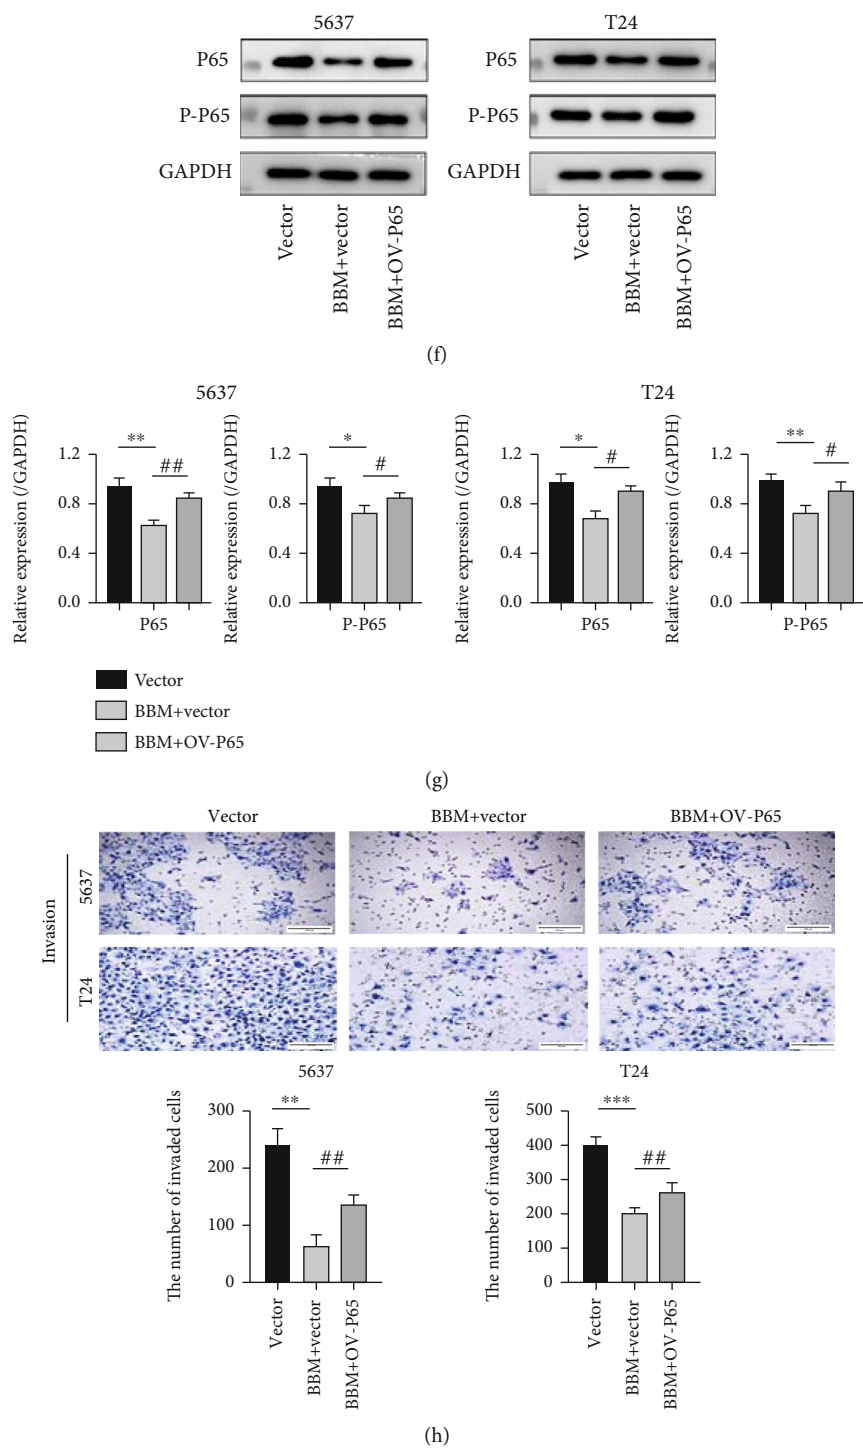 5637
T24
P65
P-P65
GAPDH
Vector
BBM+vector
BBM+OV-P65
P65
P-P65
GAPDH
Vector
BBM+vector
BBM+OV-P65
(f)
5637
T24
Relative expression (/GAPDH)
1.2
0.8
0.4
0.0
**
##
P65
Relative expression (/GAPDH)
1.2
0.8
0.4
0.0
*
#
P-P65
Relative expression (/GAPDH)
1.2
0.8
0.4
0.0
*
#
P65
Relative expression (/GAPDH)
1.2
0.8
0.4
0.0
**
#
P-P65
Vector
BBM+vector
BBM+OV-P65
(g)
Vector
BBM+vector
BBM+OV-P65
Invasion
5637
T24
5637
The number of invaded cells
300
200
100
0
**
##
Vector
BBM+vector
BBM+OV-P65
T24
The number of invaded cells
500
400
300
200
100
0
***
##
Vector
BBM+vector
BBM+OV-P65
(h)